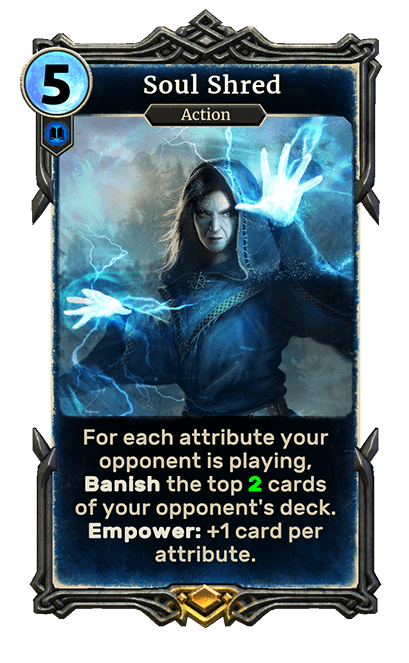 5
Soul Shred
Action
For each attribute your
opponent is playing,
Banish the top 2 cards
of your opponent's deck.
Empower: +1 card per
attribute.